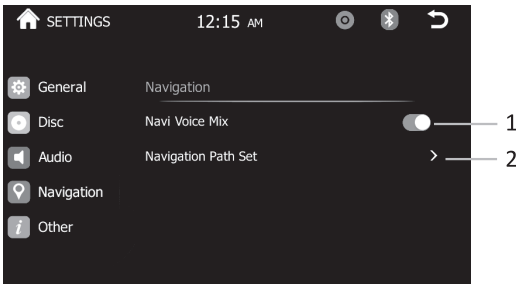 SETTINGS 12:15 AM
General
Navigation
Disc
Navi Voice Mix
1
Audio
Navigation Path Set
2
Navigation
i Other